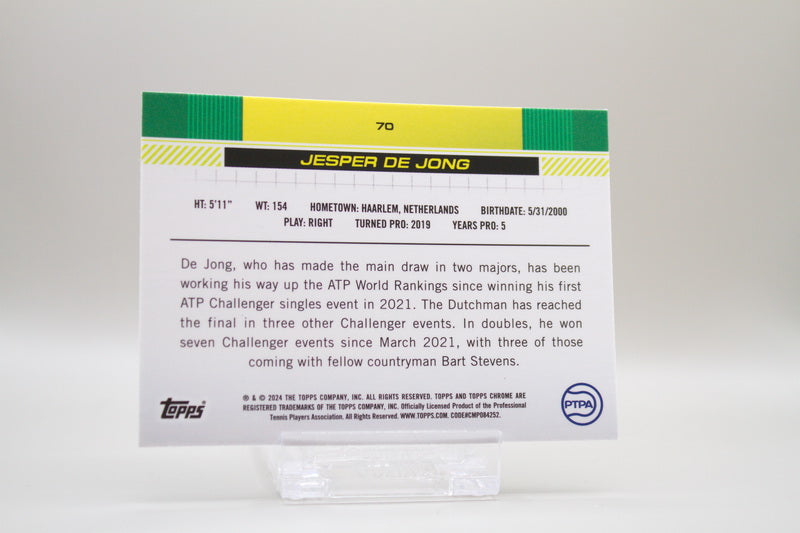 70
JESPER DE JONG
HT: 5'11" WT: 154 HOMETOWN: HAARLEM, NETHERLANDS BIRTHDATE: 5/31/2000
PLAY: RIGHT TURNED PRO: 2019 YEARS PRO: 5
De Jong, who has made the main draw in two majors, has been
working his way up the ATP World Rankings since winning his first
ATP Challenger singles event in 2021. The Dutchman has reached
the final in three other Challenger events. In doubles, he won
seven Challenger events since March 2021, with three of those
coming with fellow countryman Bart Stevens.
topps®
® & © 2024 THE TOPPS COMPANY, INC. ALL RIGHTS RESERVED. TOPPS AND TOPPS CHROME ARE
REGISTERED TRADEMARKS OF THE TOPPS COMPANY, INC. Officially Licensed Product of the Professional
Tennis Players Association. All Rights Reserved. WWW.TOPPS.COM. CODE#CMP084252.
PTPA